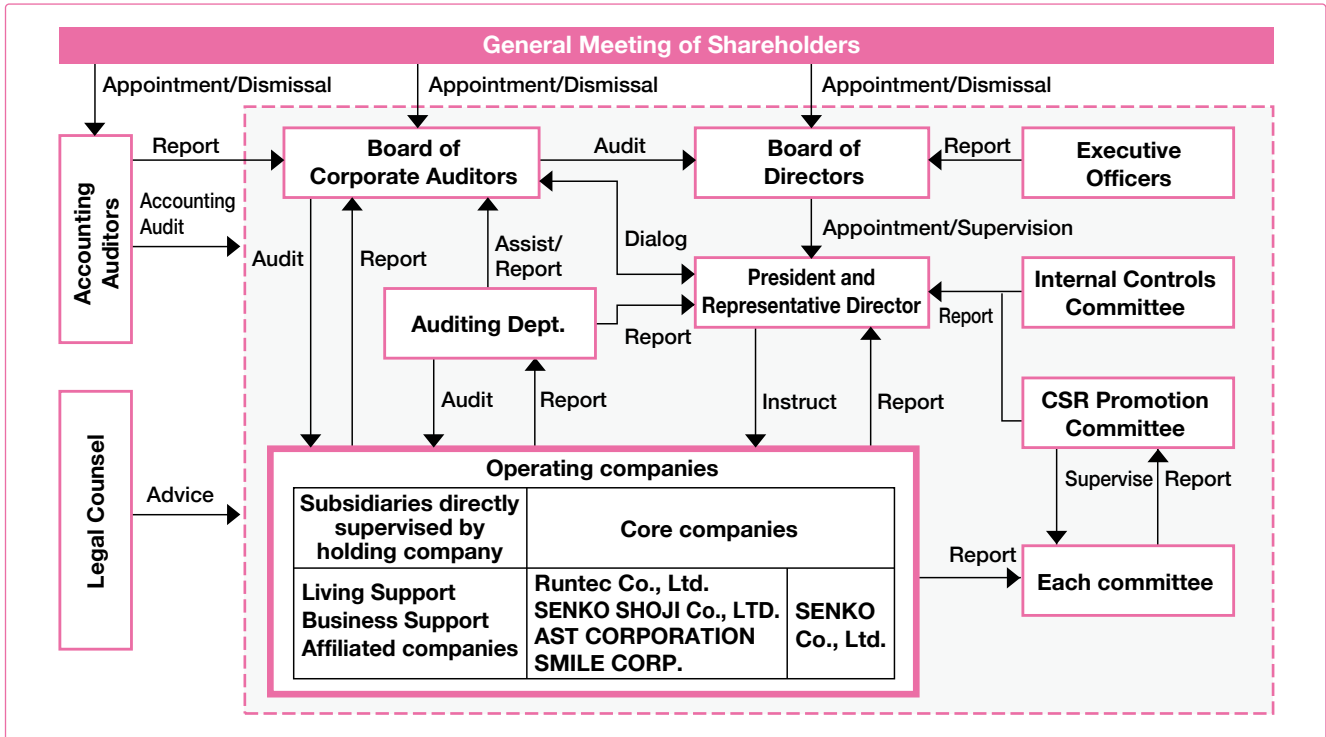 General Meeting of Shareholders
Appointment/Dismissal
Appointment/Dismissal
Appointment/Dismissal
Accounting
Auditors
Report
Accounting
Audit
Board of
Corporate Auditors
Audit
Board of
Directors
Report
Executive
Officers
Audit
Report
Assist/
Report
Dialog
Appointment/Supervision
President and
Representative Director
Report
Internal Controls
Committee
Auditing Dept.
Report
Audit
Report
Instruct
Report
CSR Promotion
Committee
Supervise
Report
Legal Counsel
Advice
Operating companies
Subsidiaries directly
supervised by
holding company
Core companies
Living Support
Business Support
Affiliated companies
Runtec Co., Ltd.
SENKO SHOJI Co., LTD.
AST CORPORATION
SMILE CORP.
SENKO
Co., Ltd.
Report
Each committee